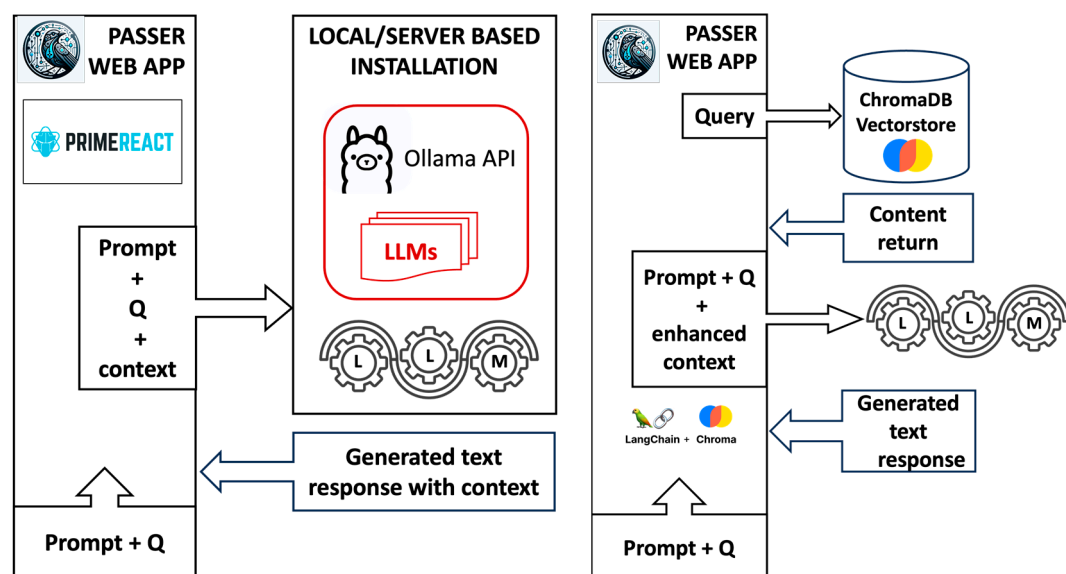 PASSER
WEB APP
PRIMEREACT
Prompt
+
Q
+
context
Prompt + Q
LOCAL/SERVER BASED
INSTALLATION
Ollama API
LLMs
L
L
M
Generated text
response with context
PASSER
WEB APP
Query
ChromaDB
Vectorstore
Content
return
Prompt + Q
+
enhanced
context
L
L
M
LangChain + Chroma
Generated
text
response
Prompt + Q